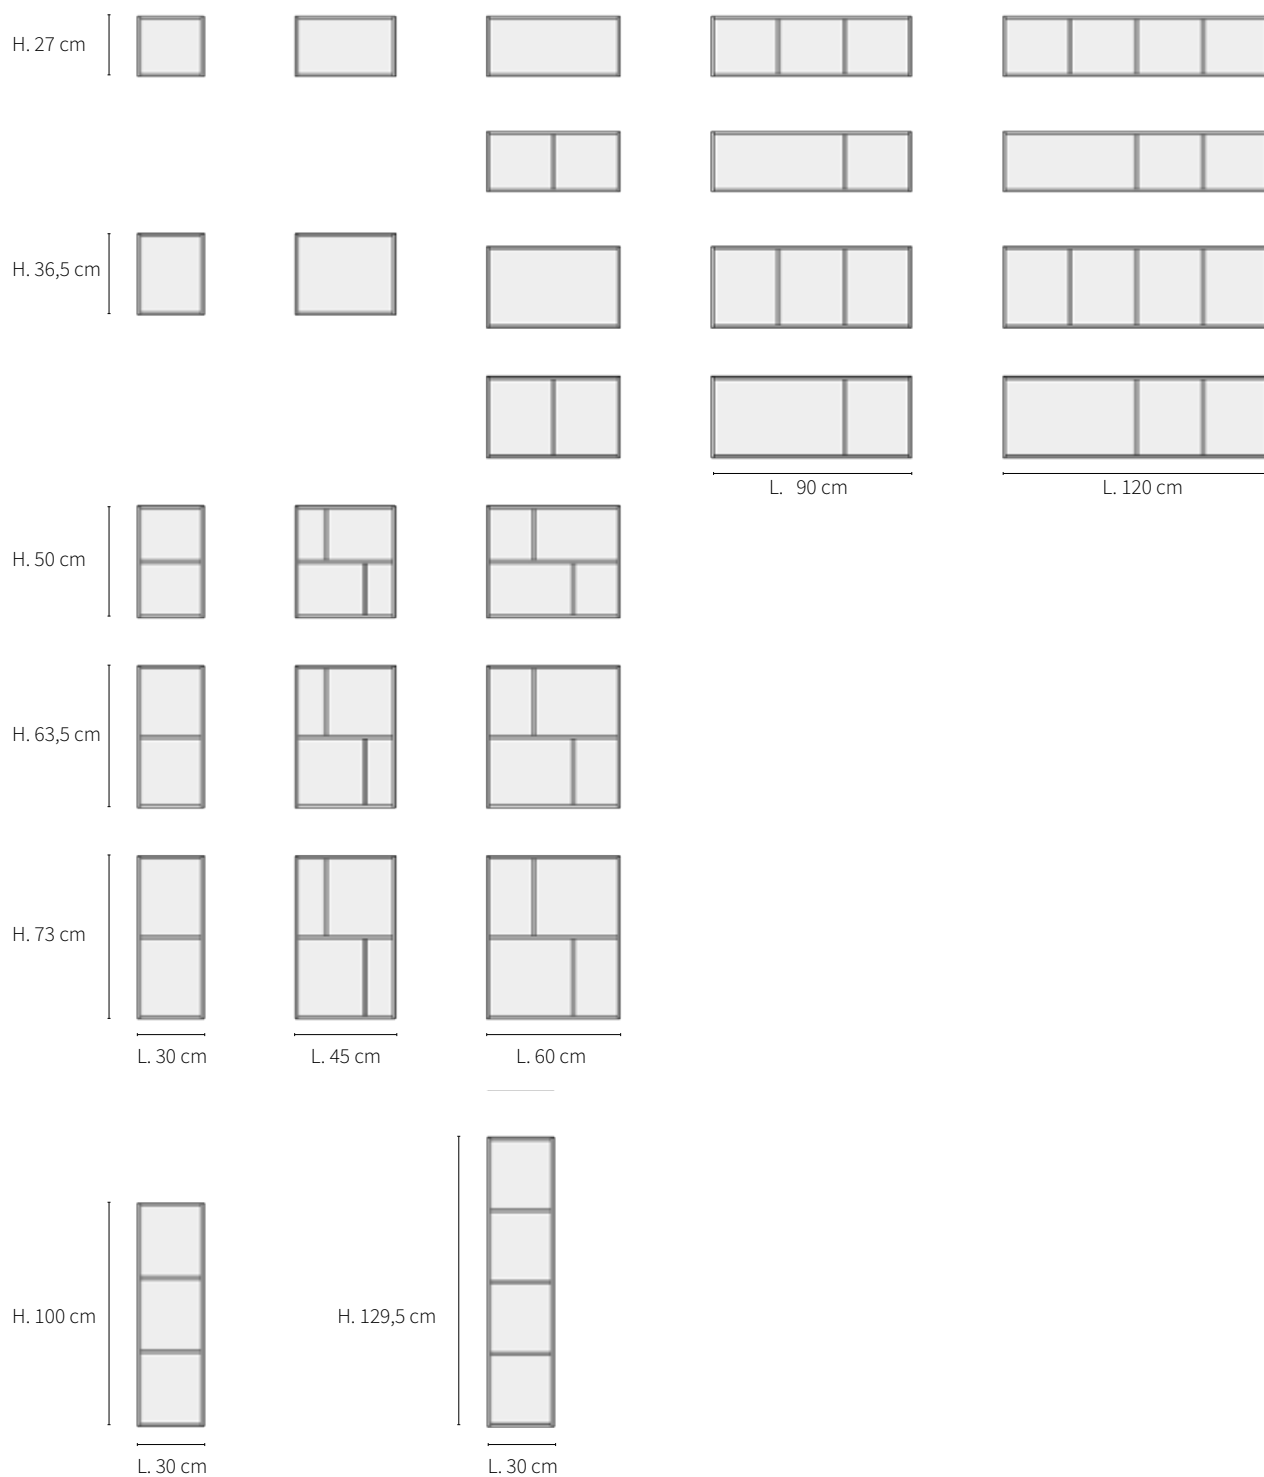 H. 27 cm
H. 36,5 cm
L. 90 cm
L. 120 cm
H. 50 cm
H. 63,5 cm
H. 73 cm
L. 30 cm
L. 45 cm
L. 60 cm
H. 100 cm
H. 129,5 cm
L. 30 cm
L. 30 cm